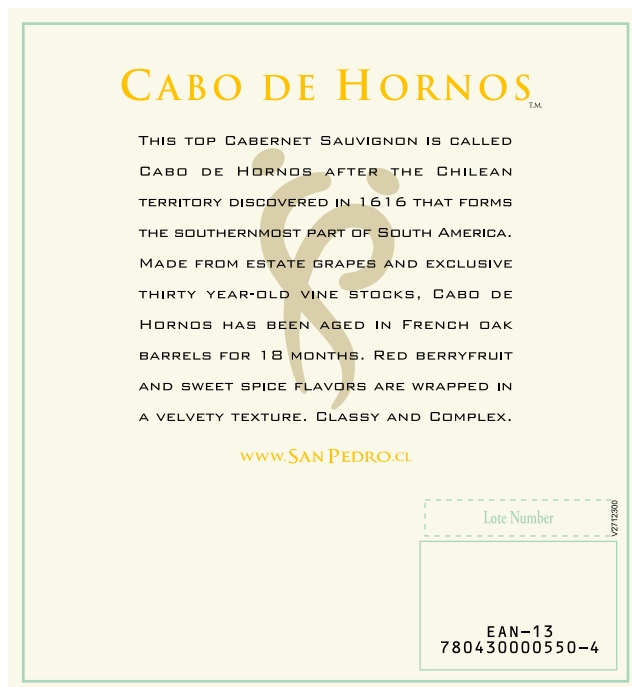 CABO DE HORNOS T.M.
THIS TOP CABERNET SAUVIGNON IS CALLED
CABO DE HORNOS AFTER THE CHILEAN
TERRITORY DISCOVERED IN 1616 THAT FORMS
THE SOUTHERNMOST PART OF SOUTH AMERICA.
MADE FROM ESTATE GRAPES AND EXCLUSIVE
THIRTY YEAR-OLD VINE STOCKS, CABO DE
HORNOS HAS BEEN AGED IN FRENCH OAK
BARRELS FOR 18 MONTHS. RED BERRYFRUIT
AND SWEET SPICE FLAVORS ARE WRAPPED IN
A VELVETY TEXTURE. CLASSY AND COMPLEX.
WWW.SANPEDRO.CL
Lote Number
V2712300
EAN-13
780430000550-4